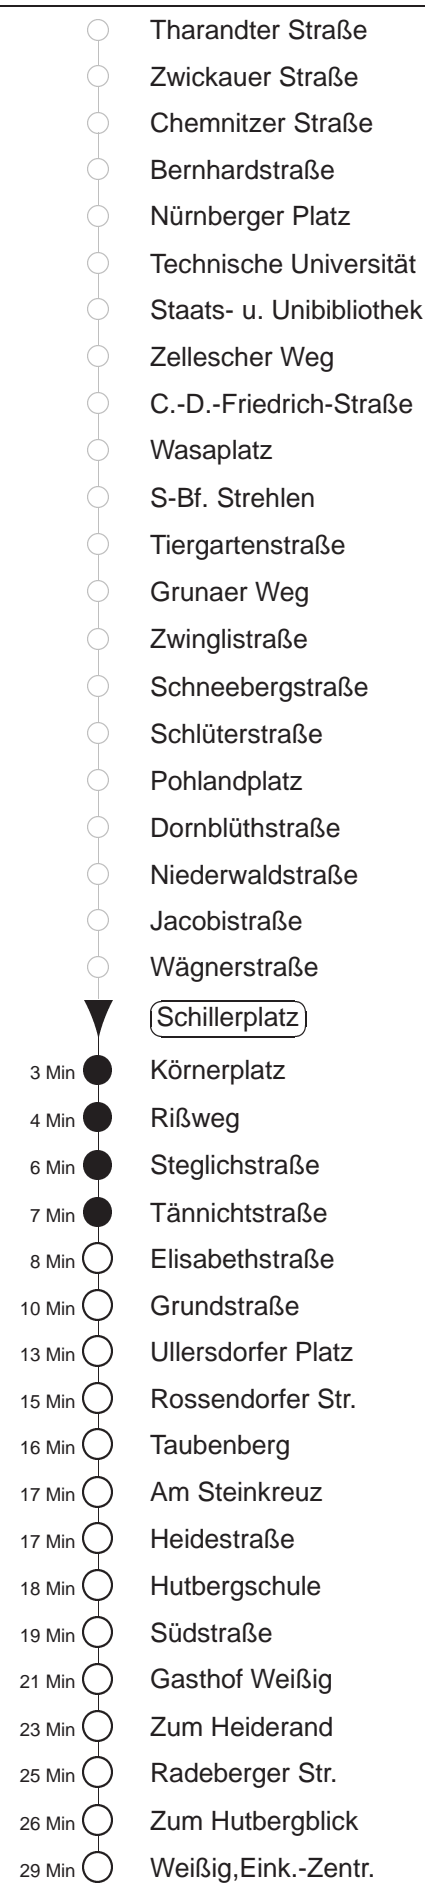 Tharandter Straße
Zwickauer Straße
Chemnitzer Straße
Bernhardstraße
Nürnberger Platz
Technische Universität
Staats- u. Unibibliothek
Zellescher Weg
C.-D.-Friedrich-Straße
Wasaplatz
S-Bf. Strehlen
Tiergartenstraße
Grunaer Weg
Zwinglistraße
Schneebergstraße
Schlüterstraße
Pohlandplatz
Dornblüthstraße
Niederwaldstraße
Jacobistraße
Wägnerstraße
Schillerplatz
3 Min Körnerplatz
4 Min Rißweg
6 Min Steglichstraße
7 Min Tännichtstraße
8 Min Elisabethstraße
10 Min Grundstraße
13 Min Ullersdorfer Platz
15 Min Rossendorfer Str.
16 Min Taubenberg
17 Min Am Steinkreuz
17 Min Heidestraße
18 Min Hutbergschule
19 Min Südstraße
21 Min Gasthof Weißig
23 Min Zum Heiderand
25 Min Radeberger Str.
26 Min Zum Hutbergblick
29 Min Weißig,Eink.-Zentr.